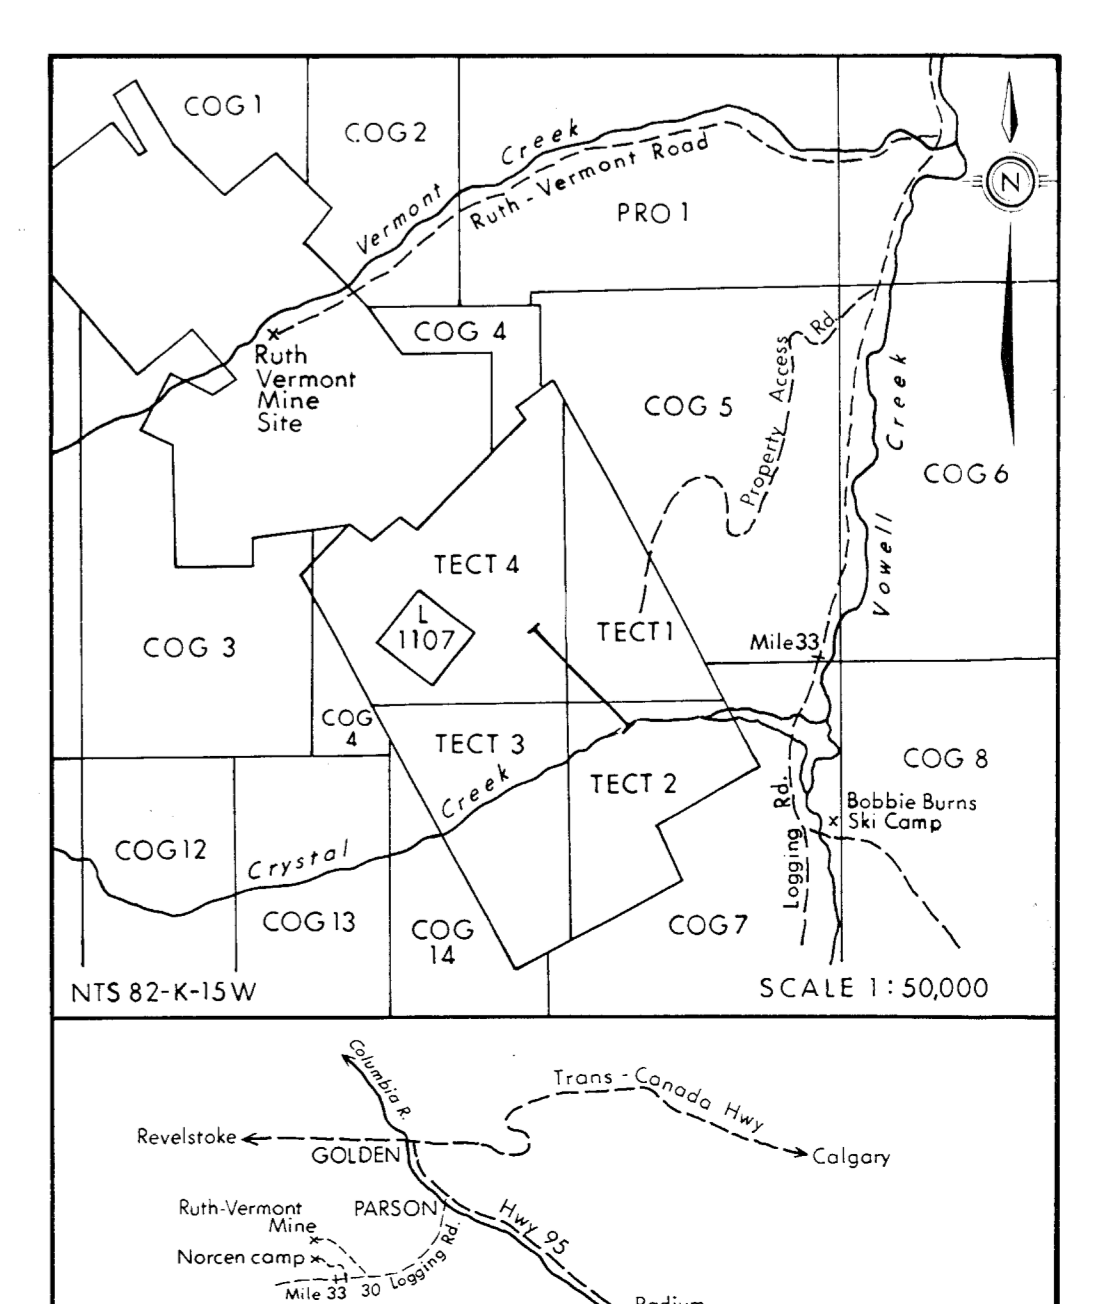 COG 1
COG 2
Vermont Creek
Ruth-Vermont Road
N
PRO 1
COG 4
Property Access Rd.
Ruth
Vermont
Mine
Site
COG 5
Vowell Creek
COG 6
TECT 4
L
1107
TECT 1
COG 3
Mile 33
COG
4
TECT 3
TECT 2
COG 8
Crystal Creek
Logging Rd.
Bobbie Burns
Ski Camp
COG 12
COG 13
COG
14
COG 7
NTS 82-K-15W
SCALE 1:50,000
Columbia R.
Trans-Canada Hwy
Revelstoke
GOLDEN
Calgary
Ruth-Vermont
Mine
PARSON
Hwy 95
Norcen camp
Mile 33 30 Logging Rd.